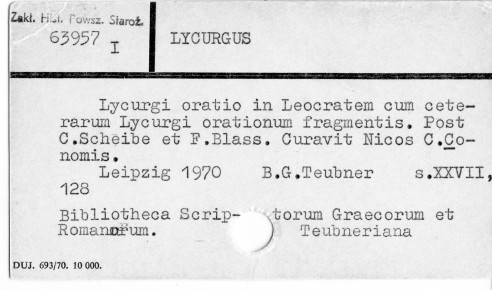 Zakł. Hist. Powsz. Staroż.
63957 I
LYCURGUS
Lycurgi oratio in Leocratem cum cete-
rarum Lycurgi orationum fragmentis. Post
C.Scheibe et F.Blass. Curavit Nicos C.Co-
nomis.
Leipzig 1970 B.G.Teubner s.XXVII,
128
Bibliotheca Scrip- torum Graecorum et
Romanorum. Teubneriana
DUJ. 693/70. 10 000.